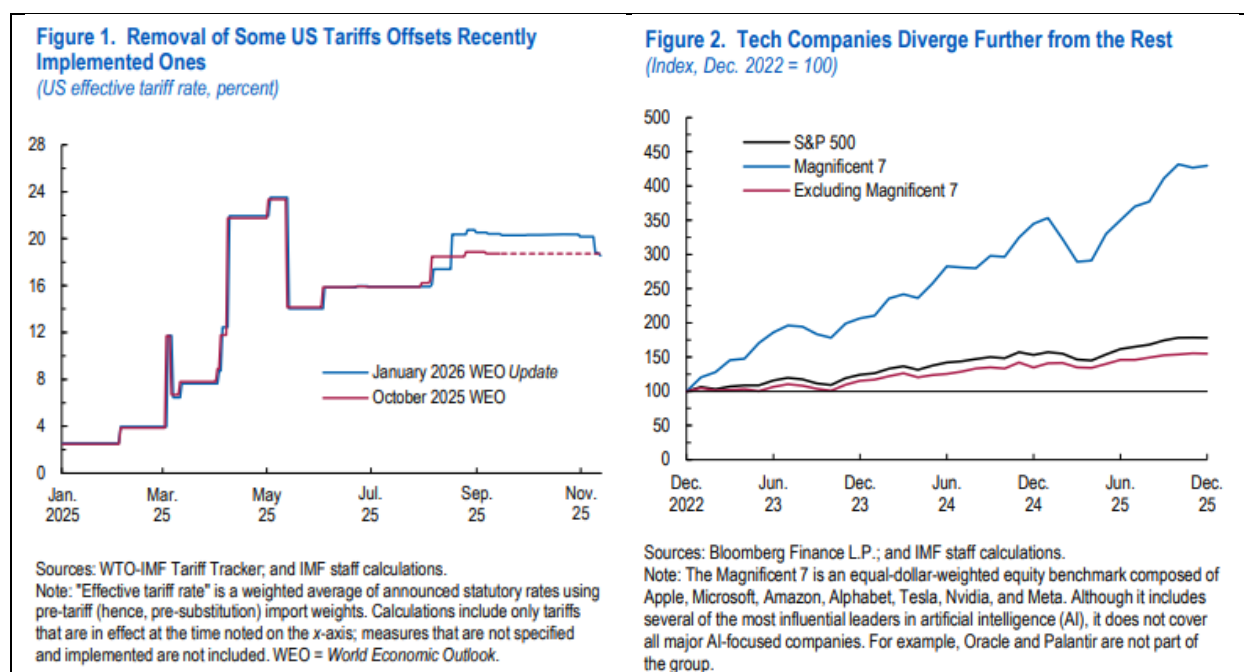 Figure 1. Removal of Some US Tariffs Offsets Recently
Implemented Ones
(US effective tariff rate, percent)
28
24
20
16
12
8
4
0
January 2026 WEO Update
October 2025 WEO
Jan.
2025
Mar.
25
May
25
Jul.
25
Sep.
25
Nov.
25
Sources: WTO-IMF Tariff Tracker; and IMF staff calculations.
Note: "Effective tariff rate" is a weighted average of announced statutory rates using
pre-tariff (hence, pre-substitution) import weights. Calculations include only tariffs
that are in effect at the time noted on the x-axis; measures that are not specified
and implemented are not included. WEO = World Economic Outlook.
Figure 2. Tech Companies Diverge Further from the Rest
(Index, Dec. 2022 = 100)
500
450
400
350
300
250
200
150
100
50
0
S&P 500
Magnificent 7
Excluding Magnificent 7
Dec.
2022
Jun.
23
Dec.
23
Jun.
24
Dec.
24
Jun.
25
Dec.
25
Sources: Bloomberg Finance L.P.; and IMF staff calculations.
Note: The Magnificent 7 is an equal-dollar-weighted equity benchmark composed of
Apple, Microsoft, Amazon, Alphabet, Tesla, Nvidia, and Meta. Although it includes
several of the most influential leaders in artificial intelligence (AI), it does not cover
all major AI-focused companies. For example, Oracle and Palantir are not part of
the group.